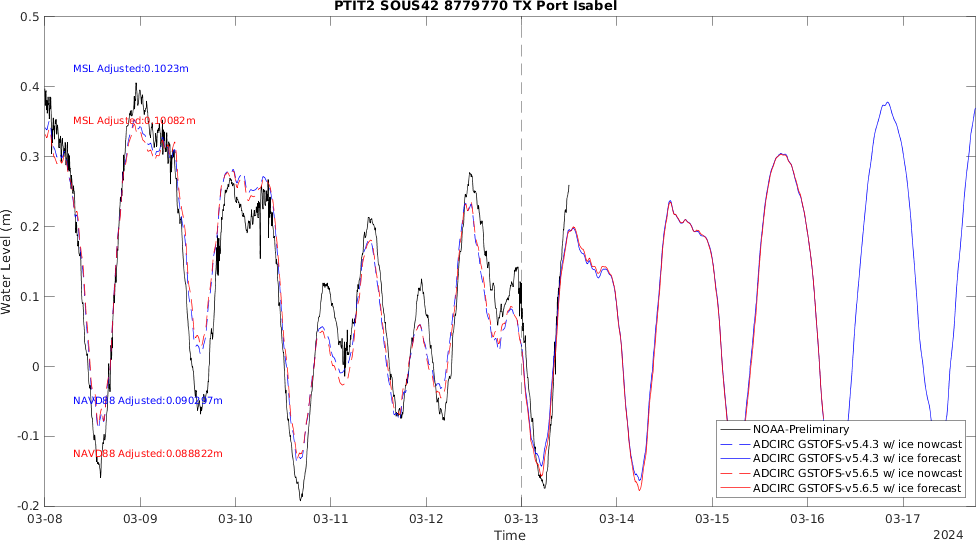 PTIT2 SOUS42 8779770 TX Port Isabel
0.5
0.4
0.3
0.2
0.1
0
-0.1
-0.2
Water Level (m)
MSL Adjusted:0.1023m
MSL Adjusted:0.10082m
NAVD88 Adjusted:0.090297m
NAVD88 Adjusted:0.088822m
NOAA-Preliminary
ADCIRC GSTOFS-v5.4.3 w/ ice nowcast
ADCIRC GSTOFS-v5.4.3 w/ ice forecast
ADCIRC GSTOFS-v5.6.5 w/ ice nowcast
ADCIRC GSTOFS-v5.6.5 w/ ice forecast
03-08 03-09 03-10 03-11 03-12 03-13 03-14 03-15 03-16 03-17
Time
2024